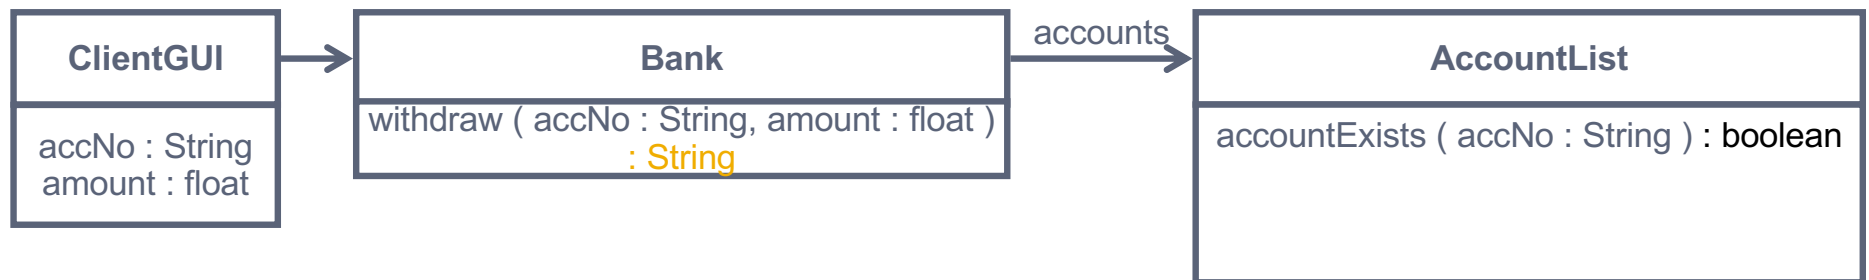 ClientGUI
accNo : String
amount : float
Bank
withdraw ( accNo : String, amount : float )
: String
accounts
AccountList
accountExists ( accNo : String ) : boolean